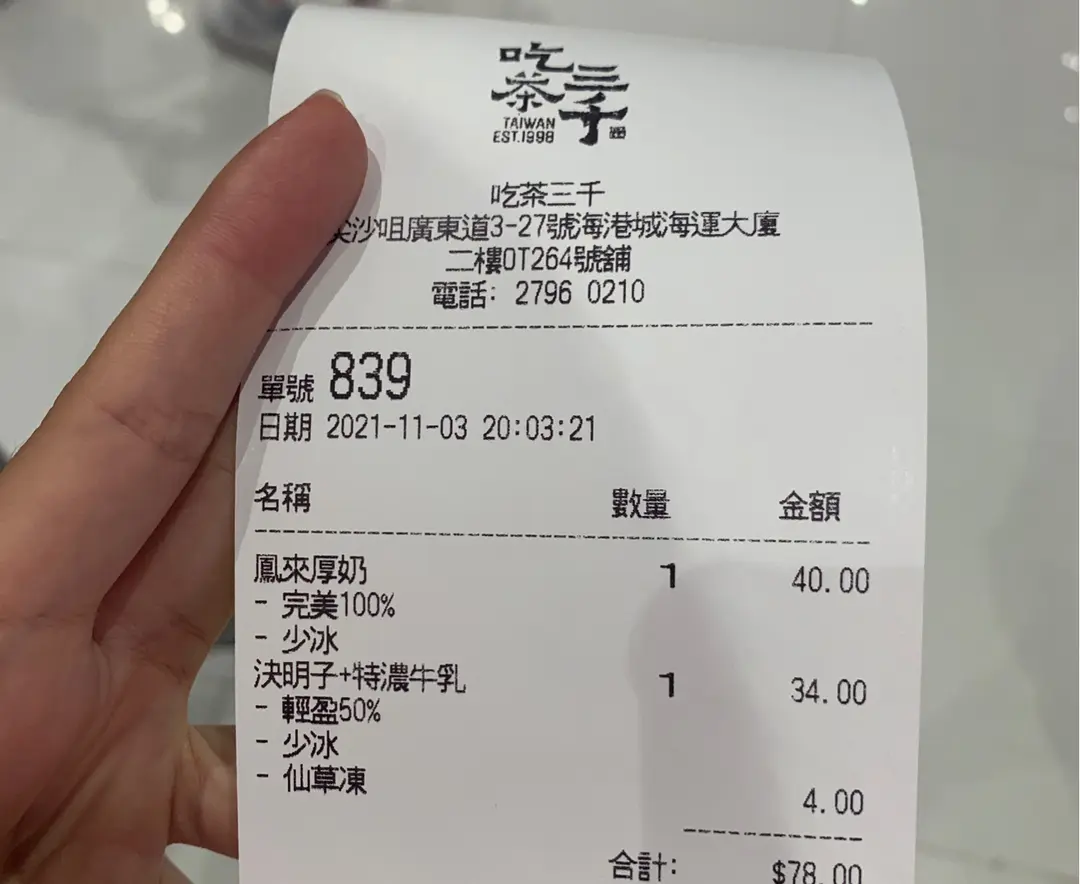 吃茶三千
TAIWAN
EST.1998
吃茶三千
尖沙咀廣東道3-27號海港城海運大廈
二樓OT264號舖
電話: 2796 0210
單號 839
日期 2021-11-03 20:03:21
名稱 數量 金額
鳳來厚奶 1 40.00
- 完美100%
- 少冰
決明子+特濃牛乳 1 34.00
- 輕盈50%
- 少冰
- 仙草凍
4.00
合計: $78.00